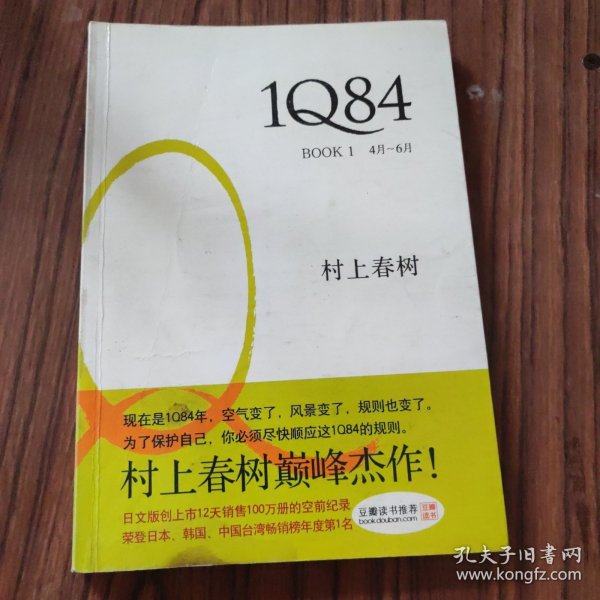 1Q84
BOOK 1 4月~6月
村上春树
现在是1Q84年，空气变了，风景变了，规则也变了。
为了保护自己，你必须尽快顺应这1Q84的规则。
村上春树巅峰杰作！
日文版创上市12天销售100万册的空前纪录
荣登日本、韩国、中国台湾畅销榜年度第1名
豆瓣读书推荐
book.douban.com
豆瓣
读书
孔夫子旧书网
www.kongfz.com